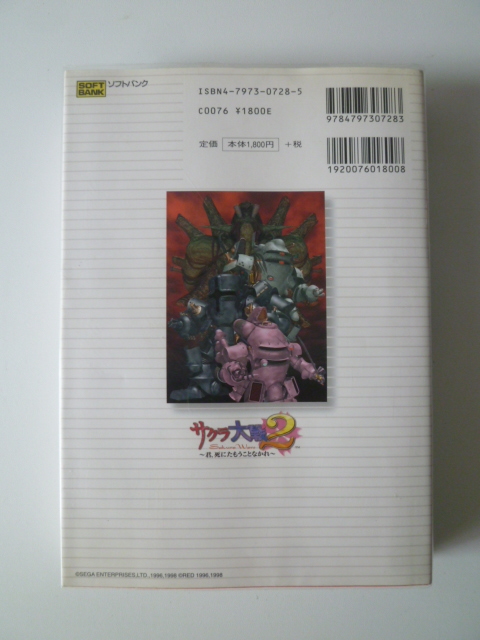 SOFT BANK ソフトバンク
ISBN4-7973-0728-5
C0076 ¥1800E
定価 本体1,800円 +税
9784797307283
1920076018008
サクラ大戦2
Sakura Wars
～君、死にたもうことなかれ～
©SEGA ENTERPRISES,LTD.,1996,1998 ©RED 1996,1998